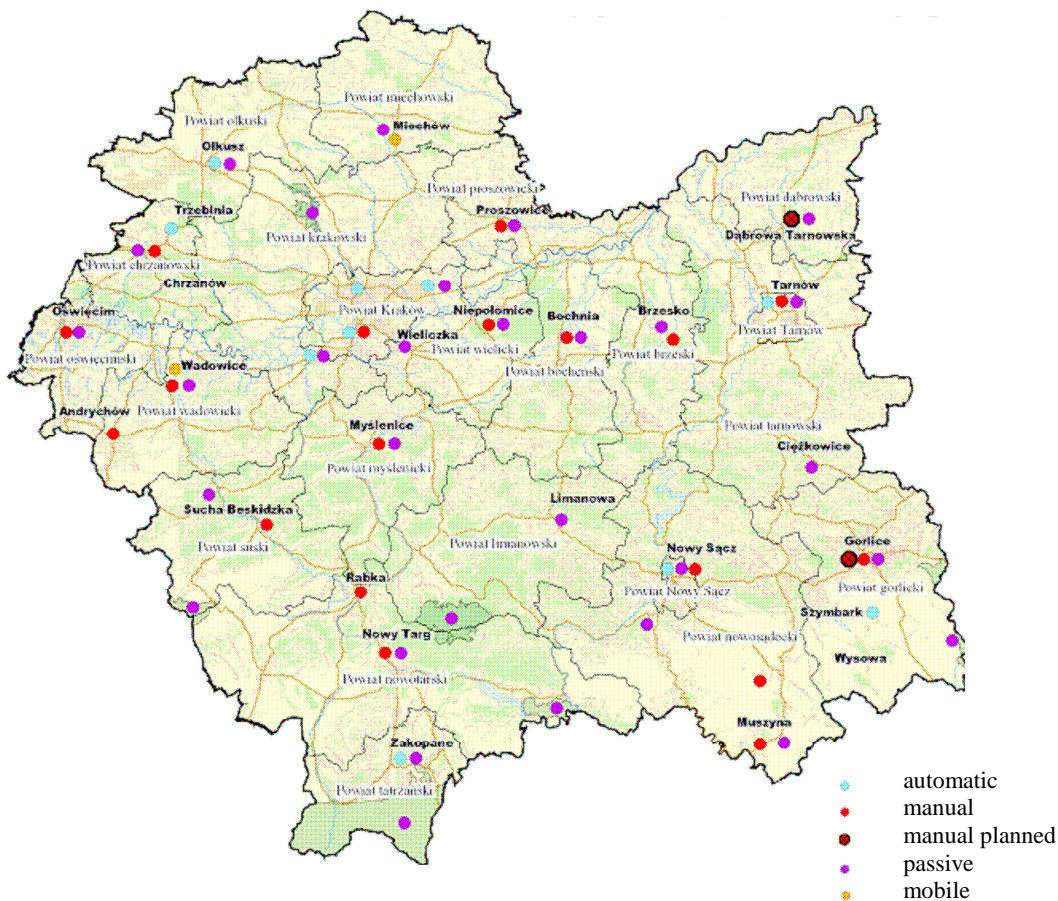 Powiat miechowski
Powiat olkuski
Miechów
Olkusz
Powiat proszowicki
Powiat dąbrowski
Trzebinia
Proszowice
Powiat krakowski
Dąbrowa Tarnowska
Powiat chrzanowski
Chrzanów
Tarnów
Oświęcim
Powiat Kraków
Niepołomice
Bochnia
Brzesko
Powiat Tarnów
Wieliczka
Powiat oświęcimski
Powiat wielicki
Powiat brzeski
Wadowice
Powiat bocheński
Andrychów
Powiat wadowicki
Myslenice
Powiat tarnowski
Ciężkowice
Powiat myślenicki
Limanowa
Sucha Beskidzka
Powiat suski
Powiat limanowski
Nowy Sącz
Gorlice
Rabka
Powiat Nowy Sącz
Powiat gorlicki
Szymbark
Nowy Targ
Powiat nowosądecki
Wysowa
Powiat nowotarski
Muszyna
Zakopane
Powiat tatrzański
automatic
manual
manual planned
passive
mobile